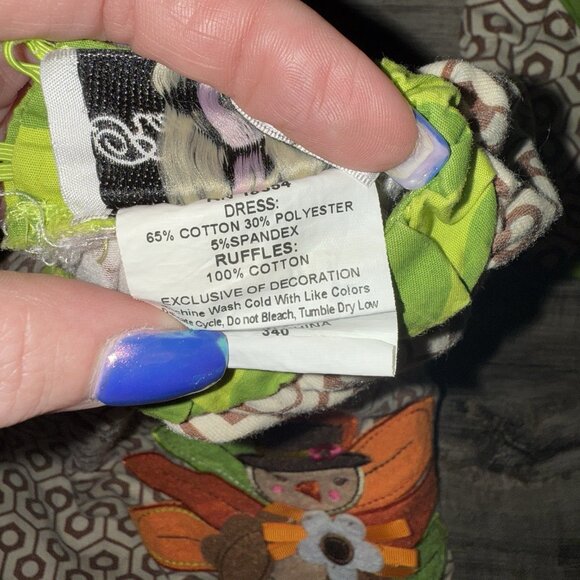 DRESS:
65% COTTON 30% POLYESTER
5%SPANDEX
RUFFLES:
100% COTTON
EXCLUSIVE OF DECORATION
Wash Cold With Like Colors
Cycle, Do not Bleach, Tumble Dry Low
340